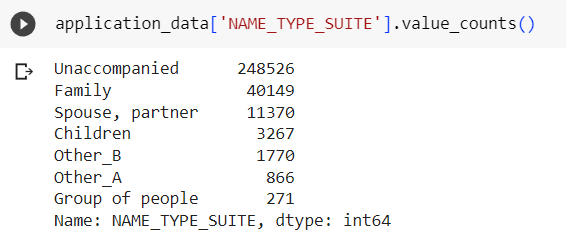 application_data['NAME_TYPE_SUITE'].value_counts()
Unaccompanied      248526
Family              40149
Spouse, partner     11370
Children             3267
Other_B              1770
Other_A               866
Group of people       271
Name: NAME_TYPE_SUITE, dtype: int64